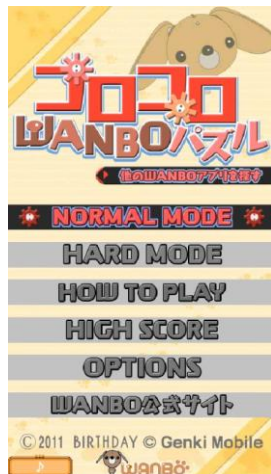 ゴロゴロ
WANBOパズル
他のWANBOアプリを探す
NORMAL MODE
HARD MODE
HOW TO PLAY
HIGH SCORE
OPTIONS
WANBO公式サイト
© 2011 BIRTHDAY © Genki Mobile
WANBO